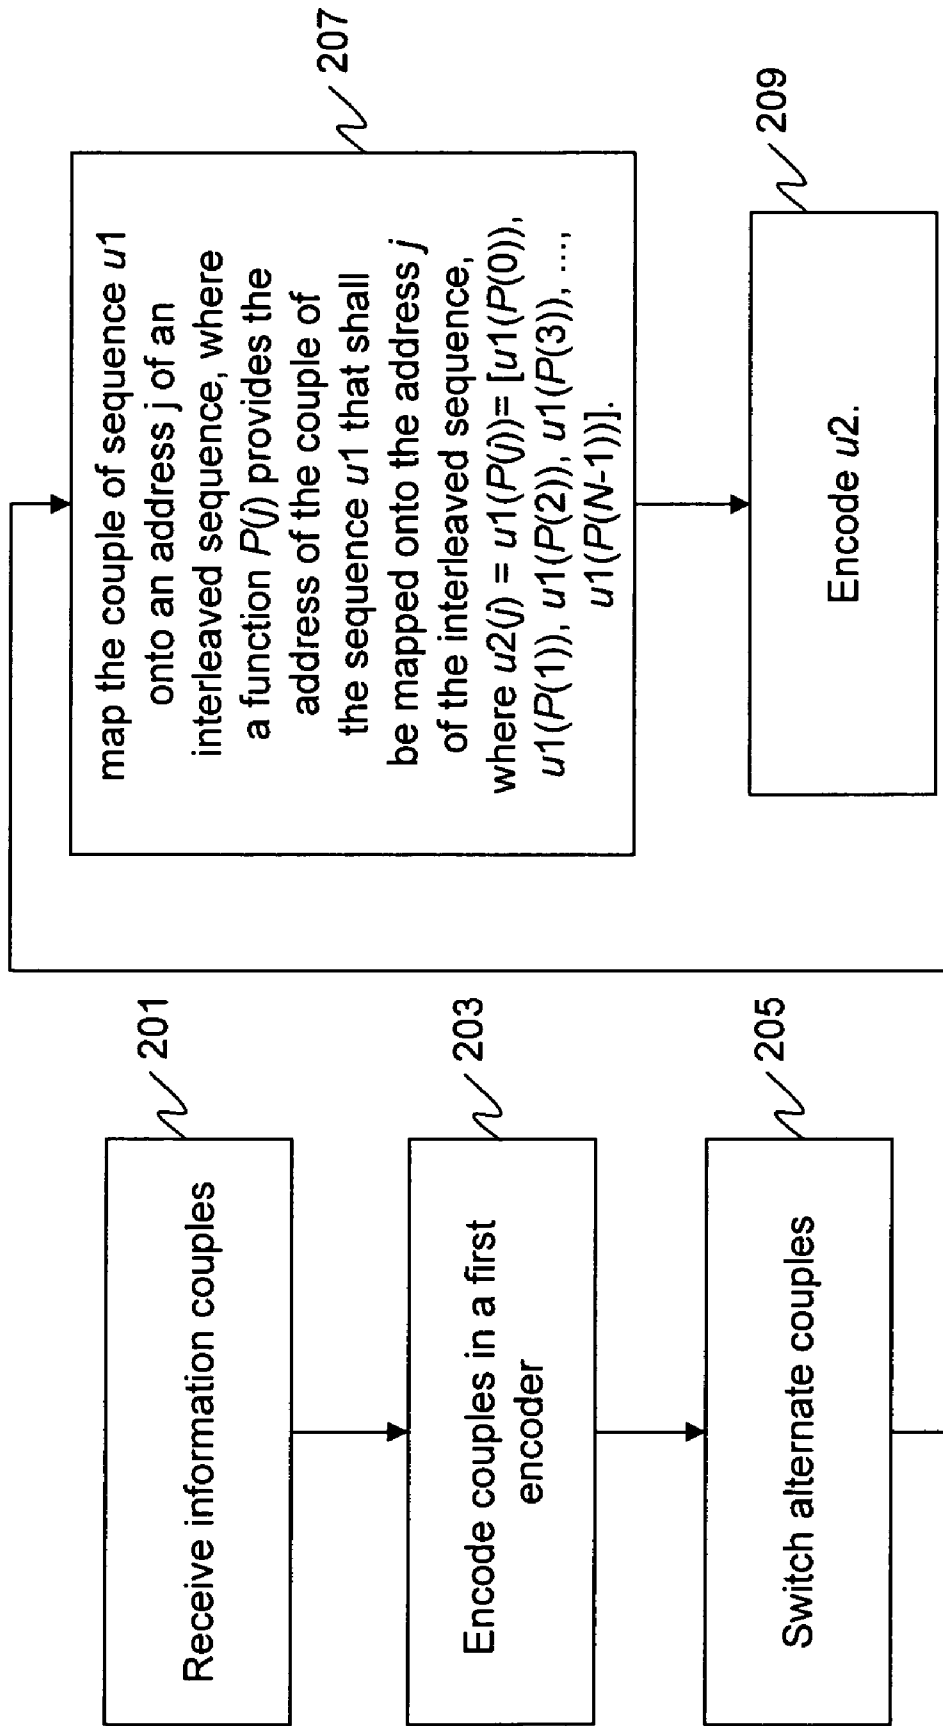 201
Receive information couples
203
Encode couples in a first
encoder
205
Switch alternate couples
207
map the couple of sequence u1
onto an address j of an
interleaved sequence, where
a function P(j) provides the
address of the couple of
the sequence u1 that shall
be mapped onto the address j
of the interleaved sequence,
where u2(j) = u1(P(j))= [u1(P(0)),
u1(P(1)), u1(P(2)), u1(P(3)), ...,
u1(P(N-1))].
209
Encode u2.